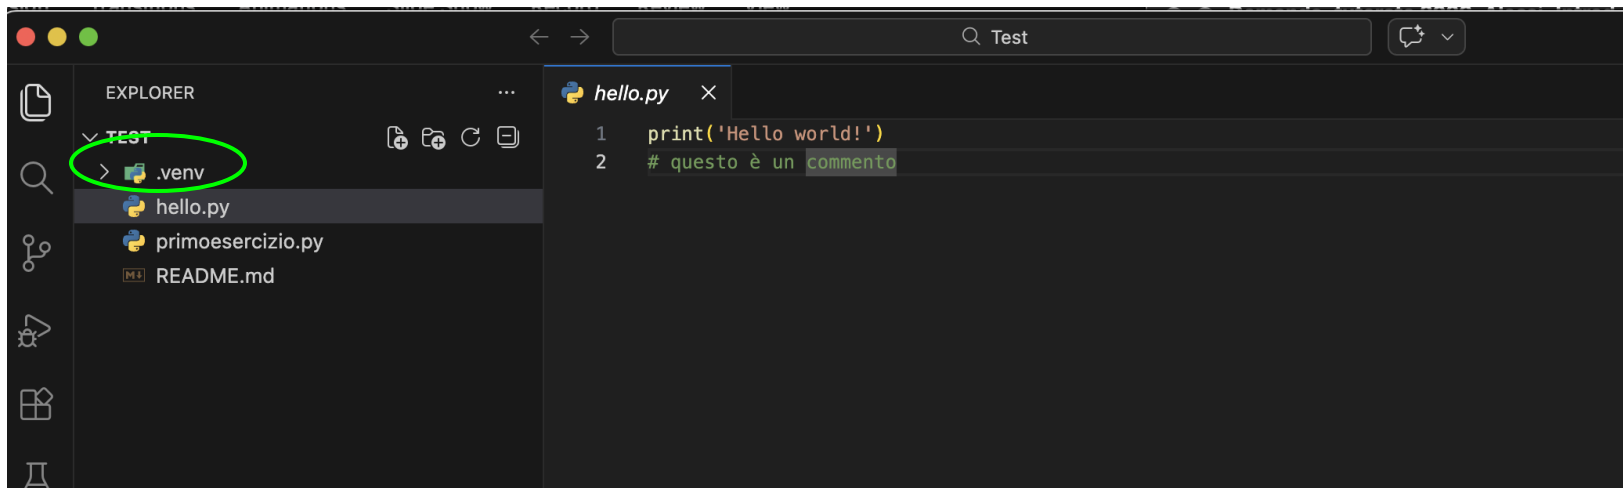 Test
EXPLORER
TEST
.venv
hello.py
primoesercizio.py
README.md
hello.py
1 print('Hello world!')
2 # questo è un commento